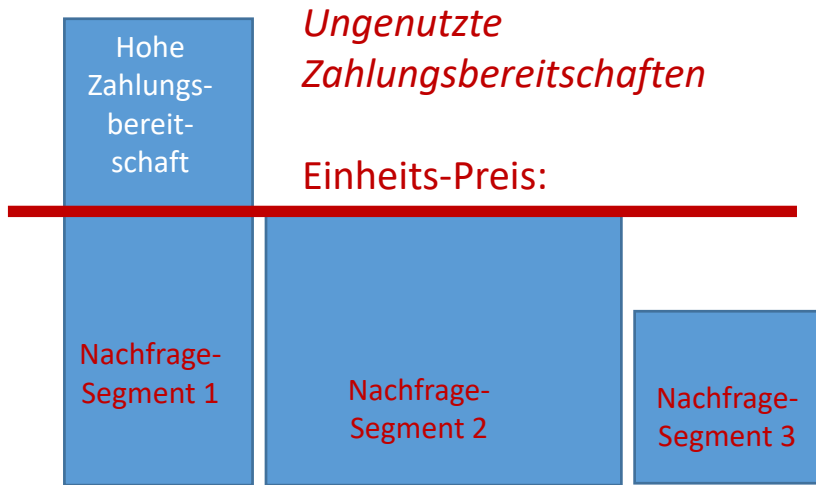 Hohe
Zahlungs-
bereit-
schaft
Ungenutzte
Zahlungsbereitschaften
Einheits-Preis:
Nachfrage-
Segment 1
Nachfrage-
Segment 2
Nachfrage-
Segment 3